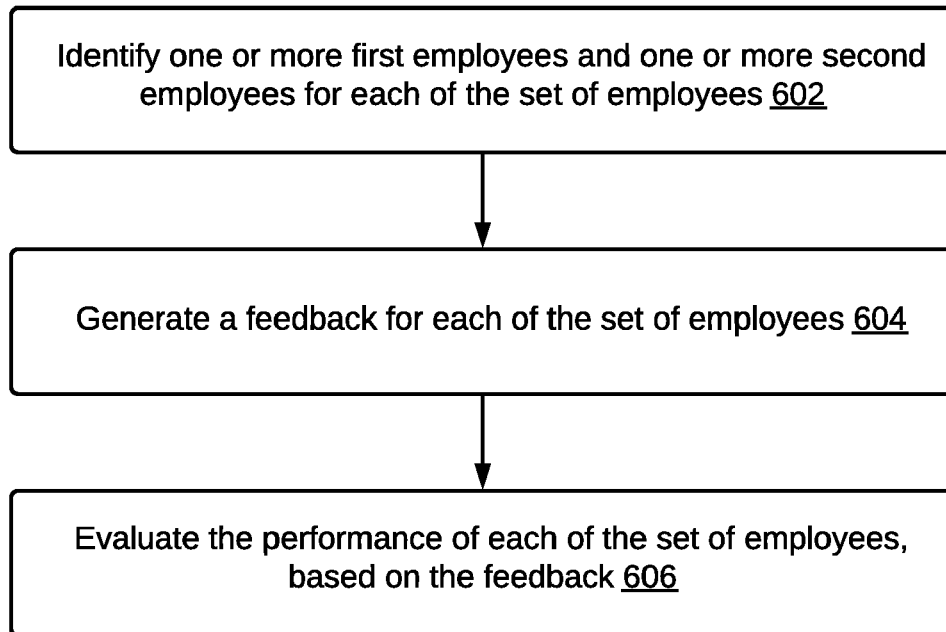 Identify one or more first employees and one or more second
employees for each of the set of employees 602
Generate a feedback for each of the set of employees 604
Evaluate the performance of each of the set of employees,
based on the feedback 606